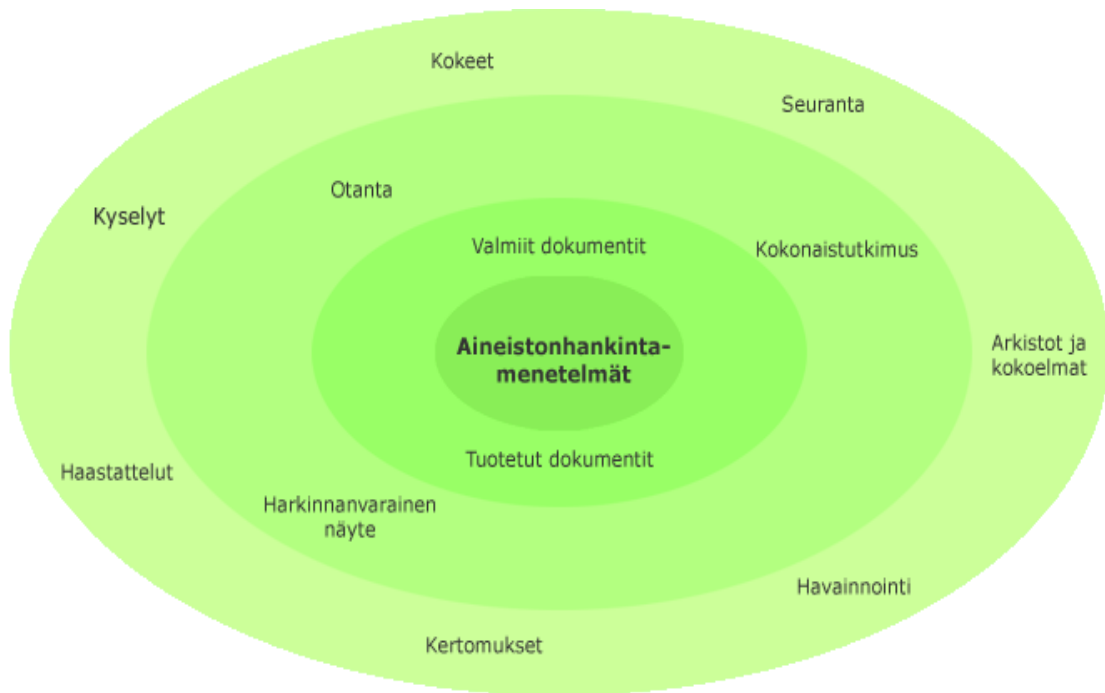 Kokeet
Seuranta
Otanta
Kyselyt
Valmiit dokumentit
Kokonaistutkimus
Aineistonhankinta-
menetelmät
Arkistot ja
kokoelmat
Tuotetut dokumentit
Haastattelut
Harkinnanvarainen
näyte
Havainnointi
Kertomukset